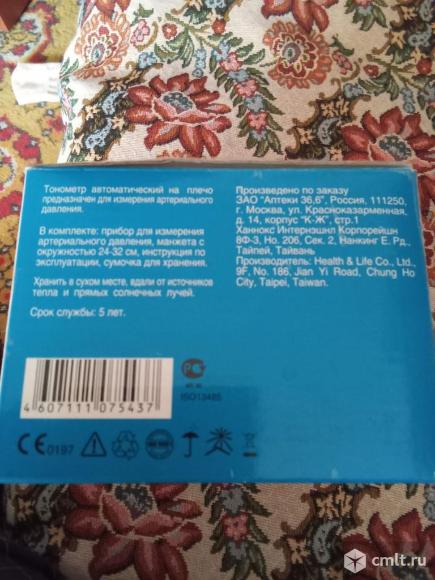 Тонометр автоматический на плечо
предназначен для измерения артериального
давления.
В комплекте: прибор для измерения
артериального давления, манжета с
окружностью 24-32 см, инструкция по
эксплуатации, сумочка для хранения.
Хранить в сухом месте, вдали от источников
тепла и прямых солнечных лучей.
Срок службы: 5 лет.
Произведено по заказу
ЗАО "Аптеки 36,6", Россия, 111250,
г. Москва, ул. Красноказарменная,
д. 14, корпус "К-Ж", стр.1
Ханнокс Интернэшнл Корпорейшн
8Ф-3, Но. 206, Сек. 2, Нанкинг Е. Рд.,
Тайпей, Тайвань.
Производитель: Health & Life Co., Ltd.,
9F, No. 186, Jian Yi Road, Chung Ho
City, Taipei, Taiwan.
ISO13485
4 607111 075437
CE 0197
cmlt.ru